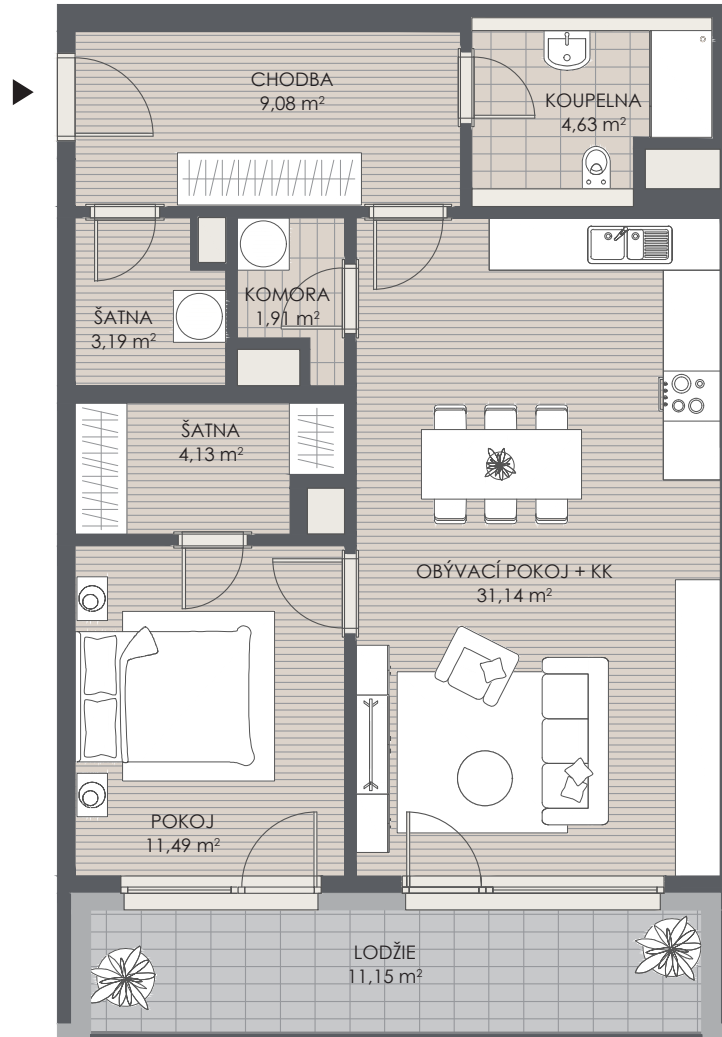 CHODBA
9,08 m²
KOUPELNA
4,63 m²
KOMORA
1,91 m²
ŠATNA
3,19 m²
ŠATNA
4,13 m²
OBÝVACÍ POKOJ + KK
31,14 m²
POKOJ
11,49 m²
LODŽIE
11,15 m²